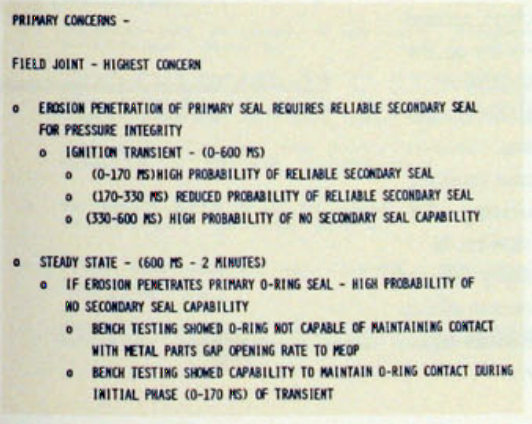 PRIMARY CONCERNS -
FIELD JOINT - HIGHEST CONCERN
o EROSION PENETRATION OF PRIMARY SEAL REQUIRES RELIABLE SECONDARY SEAL
FOR PRESSURE INTEGRITY
o IGNITION TRANSIENT - (0-600 MS)
o (0-170 MS)HIGH PROBABILITY OF RELIABLE SECONDARY SEAL
o (170-330 MS) REDUCED PROBABILITY OF RELIABLE SECONDARY SEAL
o (330-600 MS) HIGH PROBABILITY OF NO SECONDARY SEAL CAPABILITY
o STEADY STATE - (600 MS - 2 MINUTES)
o IF EROSION PENETRATES PRIMARY O-RING SEAL - HIGH PROBABILITY OF
NO SECONDARY SEAL CAPABILITY
o BENCH TESTING SHOWED O-RING NOT CAPABLE OF MAINTAINING CONTACT
WITH METAL PARTS GAP OPENING RATE TO MEOP
o BENCH TESTING SHOWED CAPABILITY TO MAINTAIN O-RING CONTACT DURING
INITIAL PHASE (0-170 MS) OF TRANSIENT